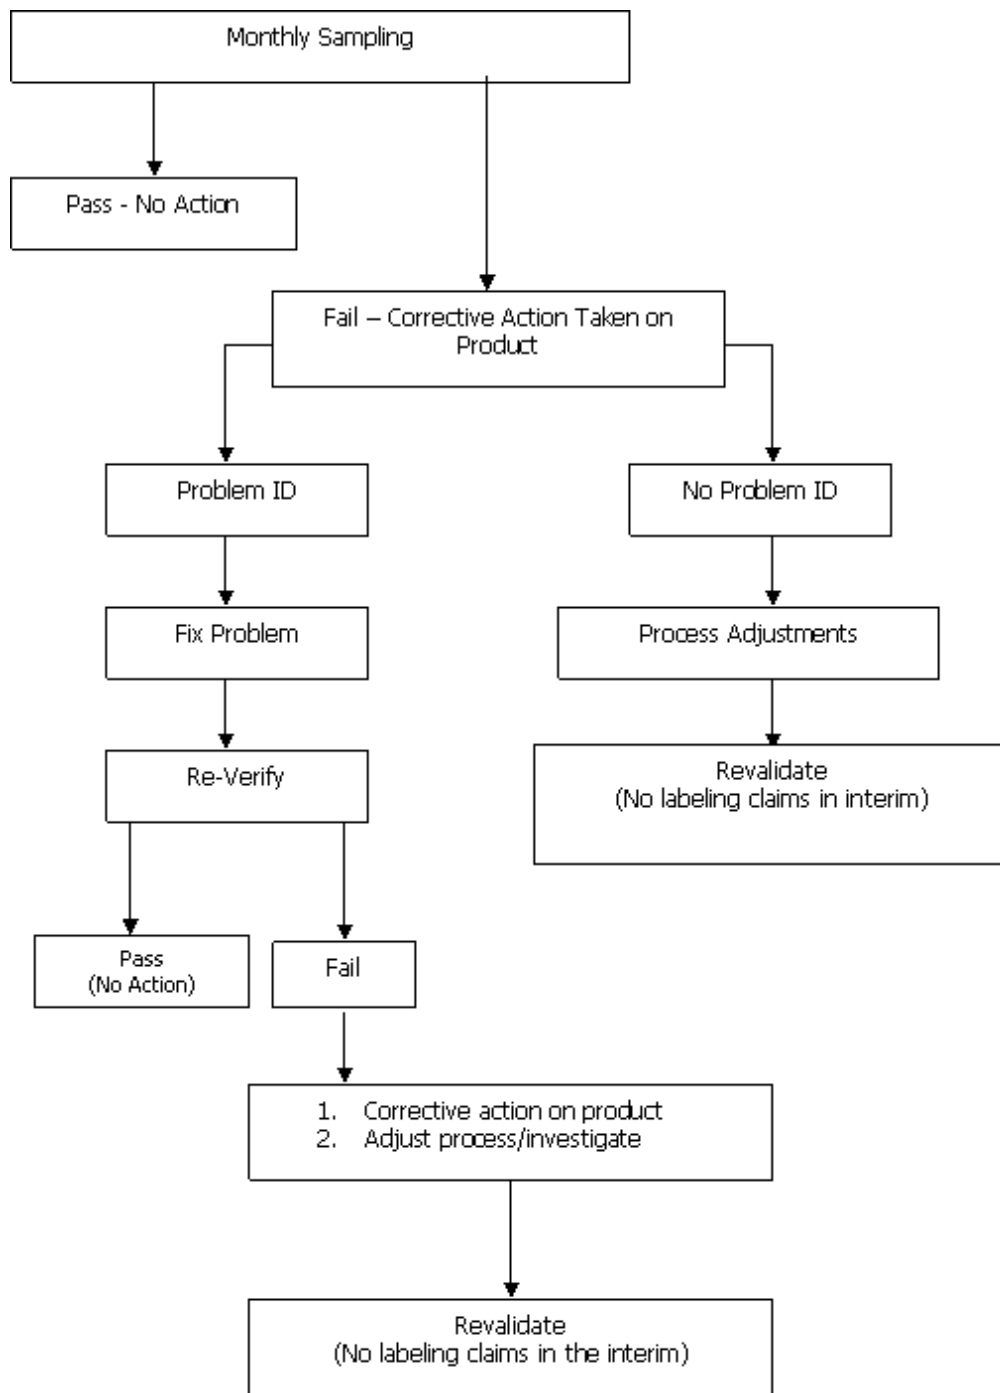 Monthly Sampling
Pass - No Action
Fail – Corrective Action Taken on
Product
Problem ID
No Problem ID
Fix Problem
Process Adjustments
Re-Verify
Revalidate
(No labeling claims in interim)
Pass
(No Action)
Fail
1. Corrective action on product
2. Adjust process/investigate
Revalidate
(No labeling claims in the interim)